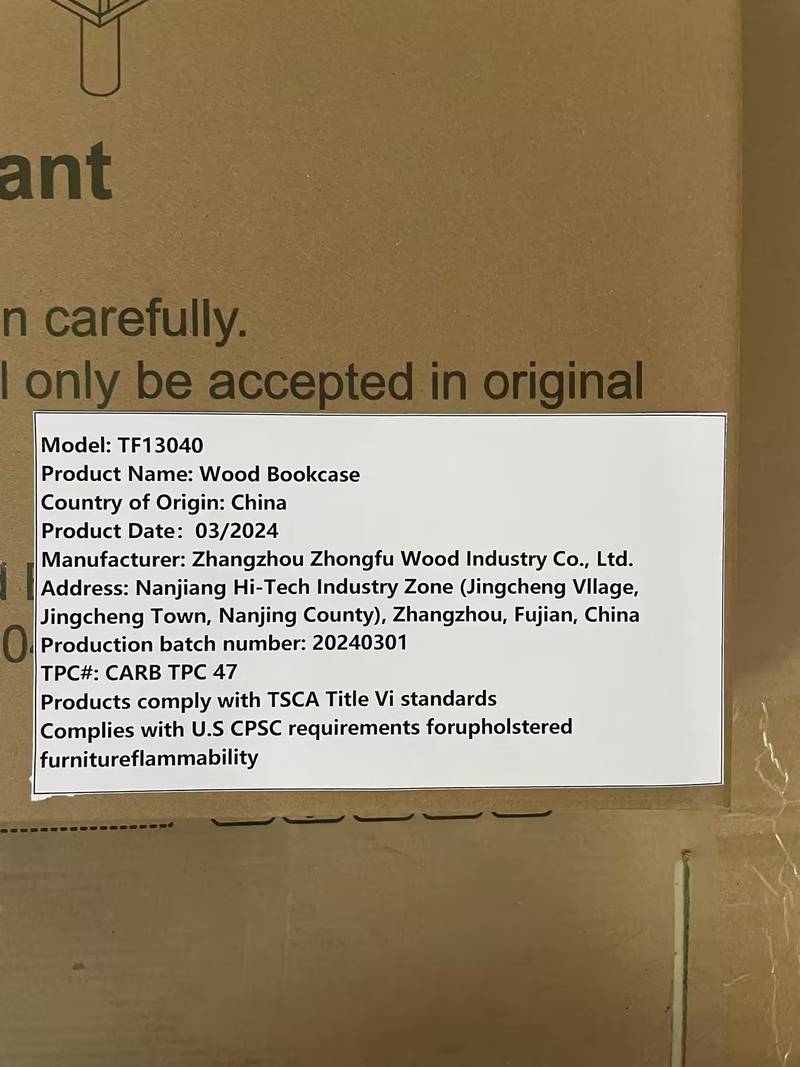 ant
n carefully.
l only be accepted in original
Model: TF13040
Product Name: Wood Bookcase
Country of Origin: China
Product Date: 03/2024
Manufacturer: Zhangzhou Zhongfu Wood Industry Co., Ltd.
Address: Nanjiang Hi-Tech Industry Zone (Jingcheng Vllage,
Jingcheng Town, Nanjing County), Zhangzhou, Fujian, China
Production batch number: 20240301
TPC#: CARB TPC 47
Products comply with TSCA Title Vi standards
Complies with U.S CPSC requirements forupholstered
furnitureflammability